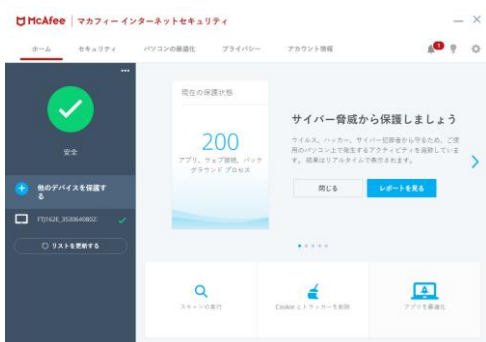 McAfee | マカフィー インターネットセキュリティ
ホーム
セキュリティ
パソコンの最適化
プライバシー
アカウント情報
1
安全
他のデバイスを保護す
る
リストを更新する
現在の保護状態
200
アプリ、ウェブ接続、バック
グラウンド プロセス
サイバー脅威から保護しましょう
ウイルス、ハッカー、サイバー犯罪者から守るため、ご使
用のパソコン上で発生するアクティビティを追跡していま
す。結果はリアルタイムで表示されます。
閉じる
レポートを見る
スキャンの実行
Cookie とトラッカーを削除
アプリを最適化